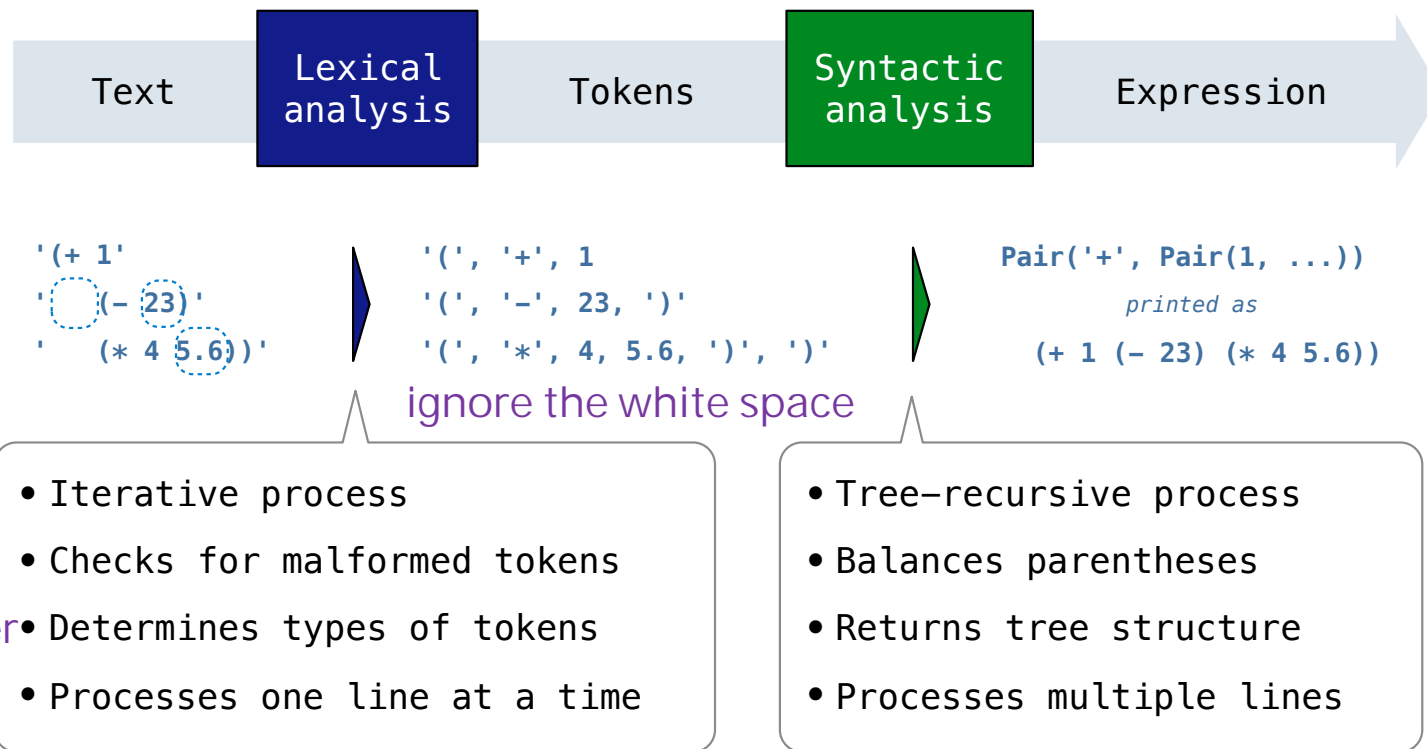 Text
Lexical
analysis
Tokens
Syntactic
analysis
Expression
'(+ 1'
'   (- 23)'
'   (* 4 5.6))'
'(', '+', 1
'(', '-', 23, ')'
'(', '*', 4, 5.6, ')', ')'
Pair('+', Pair(1, ...))
printed as
(+ 1 (- 23) (* 4 5.6))
ignore the white space
• Iterative process
• Checks for malformed tokens
• Determines types of tokens
• Processes one line at a time
• Tree-recursive process
• Balances parentheses
• Returns tree structure
• Processes multiple lines